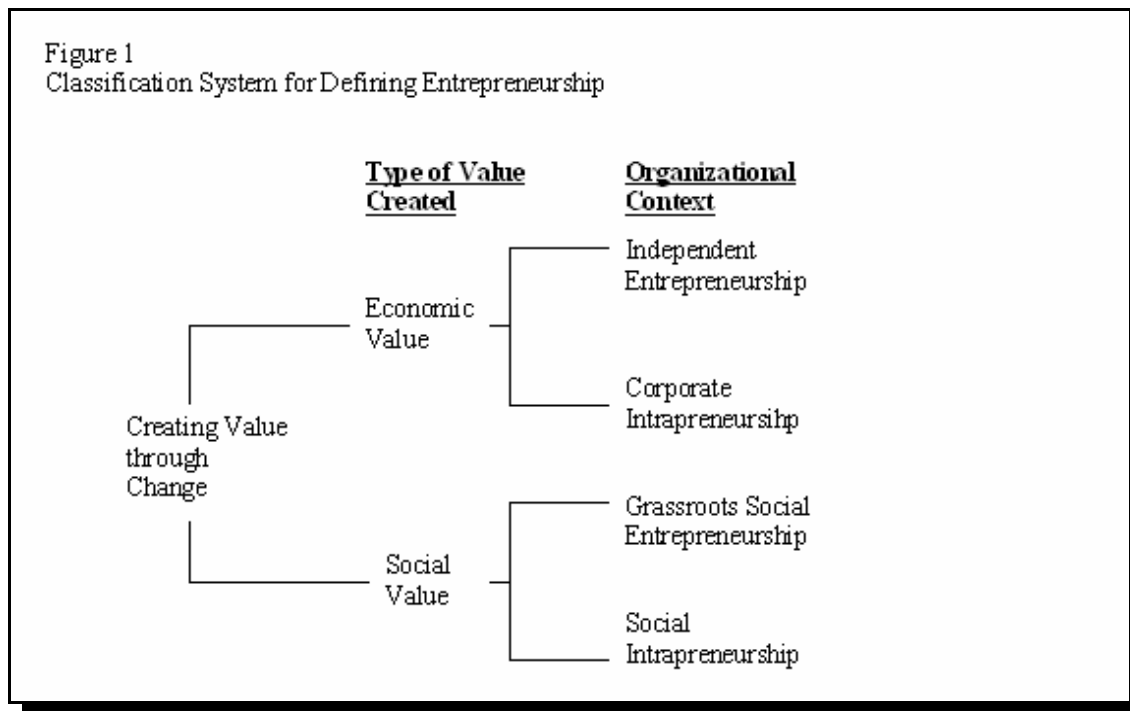 Figure 1
Classification System for Defining Entrepreneurship
Type of Value
Created
Organizational
Context
Independent
Entrepreneurship
Economic
Value
Corporate
Intrapreneursihp
Creating Value
through
Change
Grassroots Social
Entrepreneurship
Social
Value
Social
Intrapreneurship